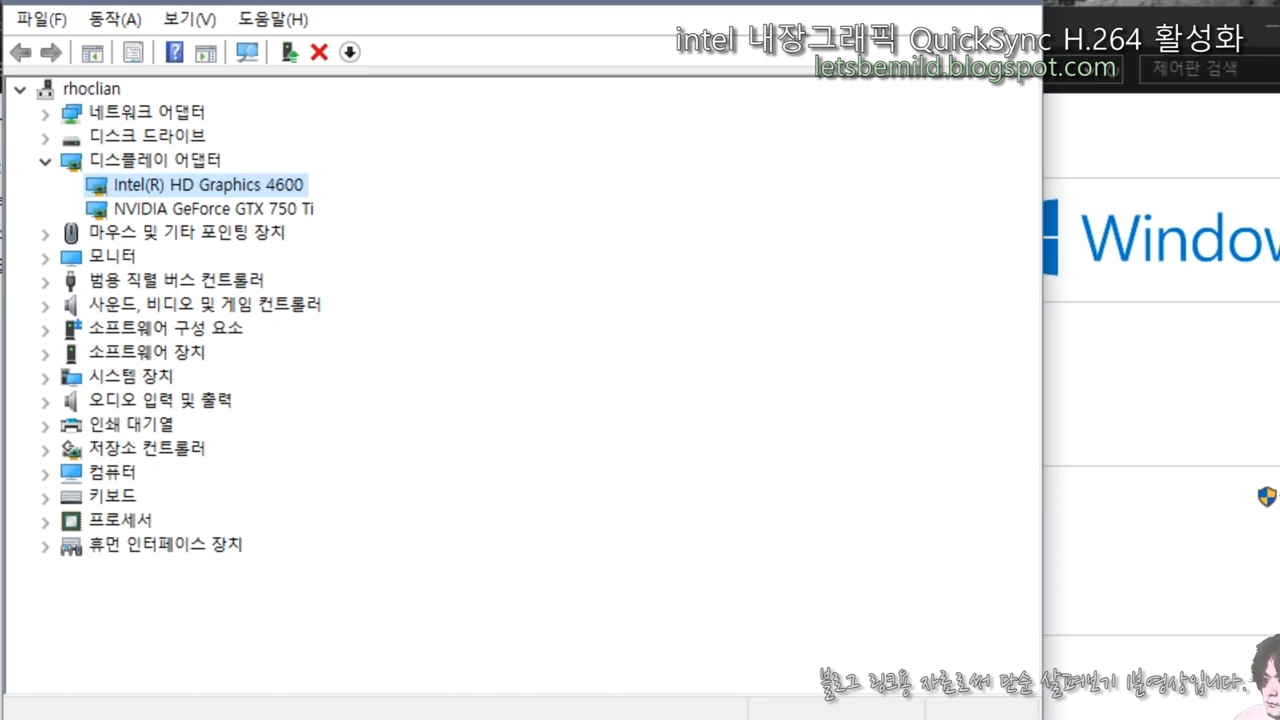 파일(F) 동작(A) 보기(V) 도움말(H)
intel 내장그래픽 QuickSync H.264 활성화
letsbemild.blogspot.com
제어판 검색
rhoclian
네트워크 어댑터
디스크 드라이브
디스플레이 어댑터
Intel(R) HD Graphics 4600
NVIDIA GeForce GTX 750 Ti
마우스 및 기타 포인팅 장치
모니터
범용 직렬 버스 컨트롤러
사운드, 비디오 및 게임 컨트롤러
소프트웨어 구성 요소
소프트웨어 장치
시스템 장치
오디오 입력 및 출력
인쇄 대기열
저장소 컨트롤러
컴퓨터
키보드
프로세서
휴먼 인터페이스 장치
Window
블로그 링크용 자료로써 단순 살펴보기 1분영상입니다.